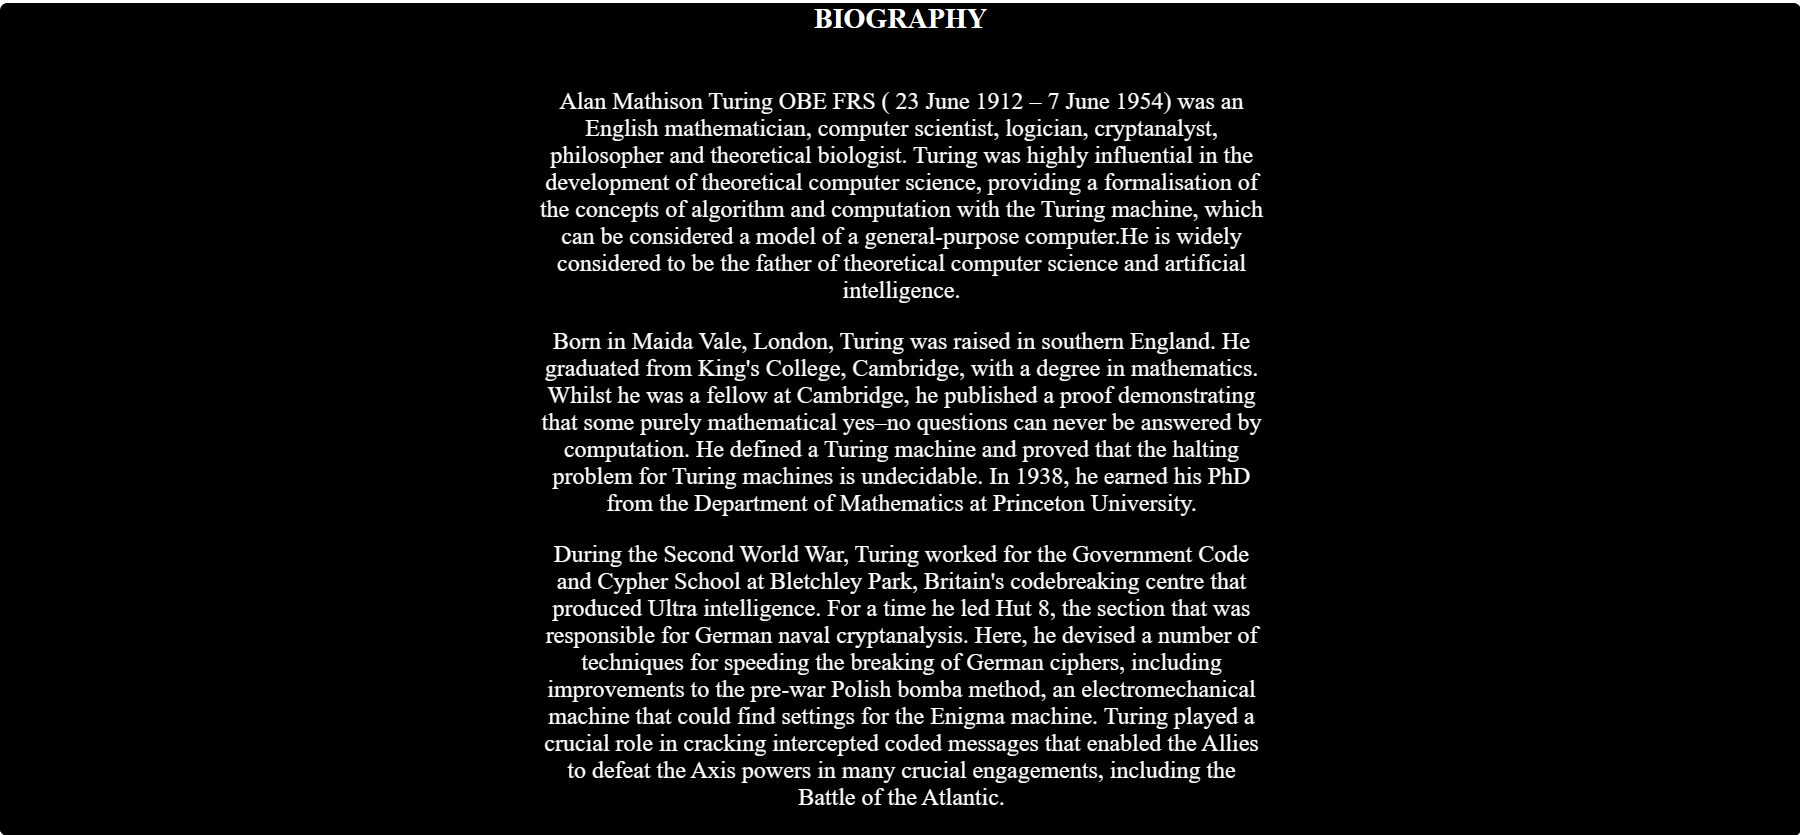 BIOGRAPHY
Alan Mathison Turing OBE FRS ( 23 June 1912 – 7 June 1954) was an
English mathematician, computer scientist, logician, cryptanalyst,
philosopher and theoretical biologist. Turing was highly influential in the
development of theoretical computer science, providing a formalisation of
the concepts of algorithm and computation with the Turing machine, which
can be considered a model of a general-purpose computer.He is widely
considered to be the father of theoretical computer science and artificial
intelligence.
Born in Maida Vale, London, Turing was raised in southern England. He
graduated from King's College, Cambridge, with a degree in mathematics.
Whilst he was a fellow at Cambridge, he published a proof demonstrating
that some purely mathematical yes–no questions can never be answered by
computation. He defined a Turing machine and proved that the halting
problem for Turing machines is undecidable. In 1938, he earned his PhD
from the Department of Mathematics at Princeton University.
During the Second World War, Turing worked for the Government Code
and Cypher School at Bletchley Park, Britain's codebreaking centre that
produced Ultra intelligence. For a time he led Hut 8, the section that was
responsible for German naval cryptanalysis. Here, he devised a number of
techniques for speeding the breaking of German ciphers, including
improvements to the pre-war Polish bomba method, an electromechanical
machine that could find settings for the Enigma machine. Turing played a
crucial role in cracking intercepted coded messages that enabled the Allies
to defeat the Axis powers in many crucial engagements, including the
Battle of the Atlantic.